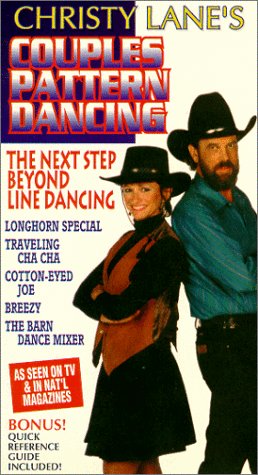 CHRISTY LANE'S
COUPLES
PATTERN
DANCING
THE NEXT STEP
BEYOND
LINE DANCING
LONGHORN SPECIAL
TRAVELING
CHA CHA
COTTON-EYED
JOE
BREEZY
THE BARN
DANCE MIXER
AS SEEN ON TV
& IN NAT'L
MAGAZINES
BONUS!
QUICK
REFERENCE
GUIDE
INCLUDED!